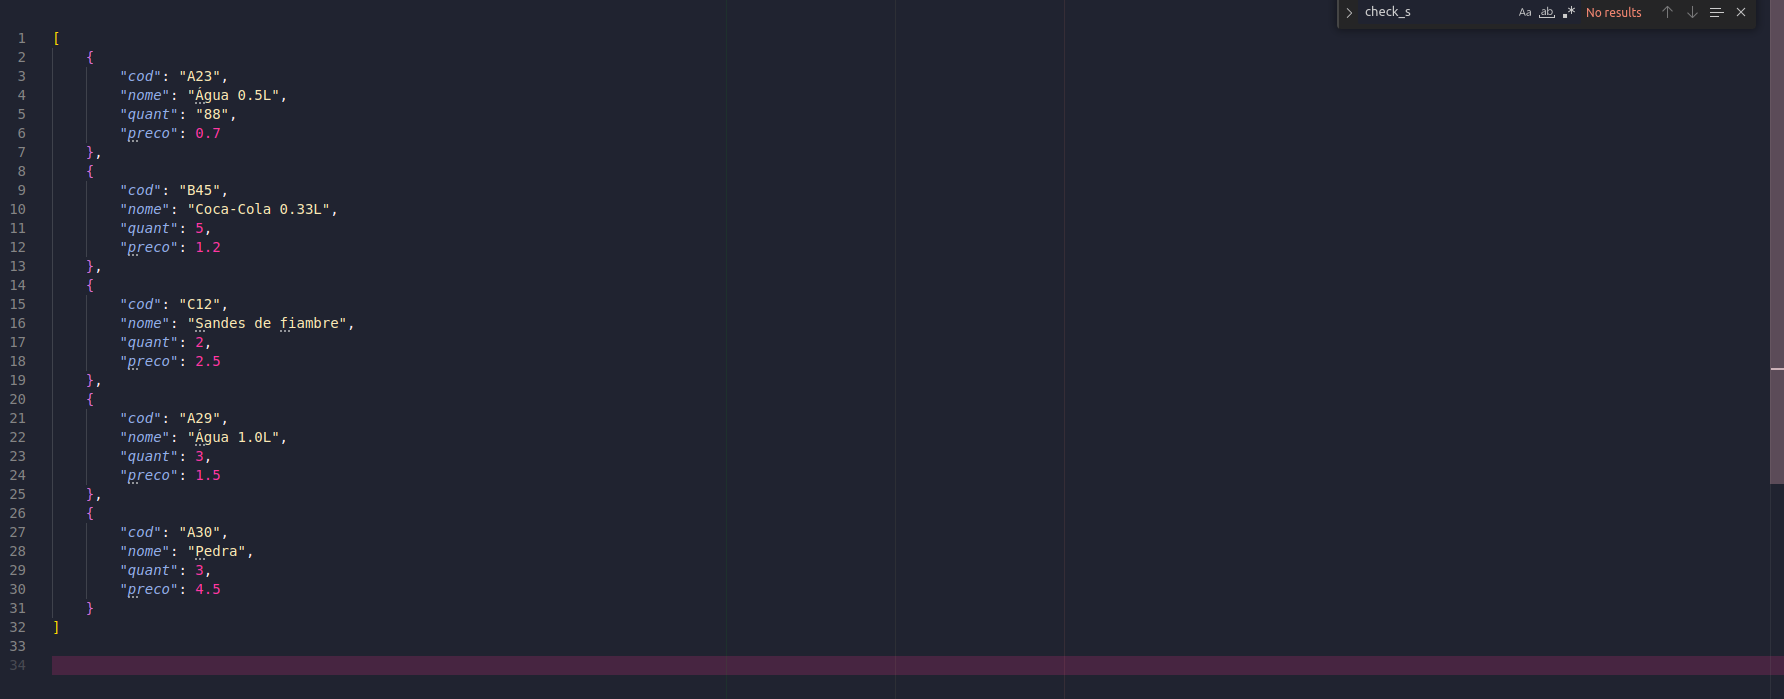 check_s Aa ab .* No results
1 [
2 {
3 "cod": "A23",
4 "nome": "Água 0.5L",
5 "quant": "88",
6 "preco": 0.7
7 },
8 {
9 "cod": "B45",
10 "nome": "Coca-Cola 0.33L",
11 "quant": 5,
12 "preco": 1.2
13 },
14 {
15 "cod": "C12",
16 "nome": "Sandes de fiambre",
17 "quant": 2,
18 "preco": 2.5
19 },
20 {
21 "cod": "A29",
22 "nome": "Água 1.0L",
23 "quant": 3,
24 "preco": 1.5
25 },
26 {
27 "cod": "A30",
28 "nome": "Pedra",
29 "quant": 3,
30 "preco": 4.5
31 }
32 ]
33
34